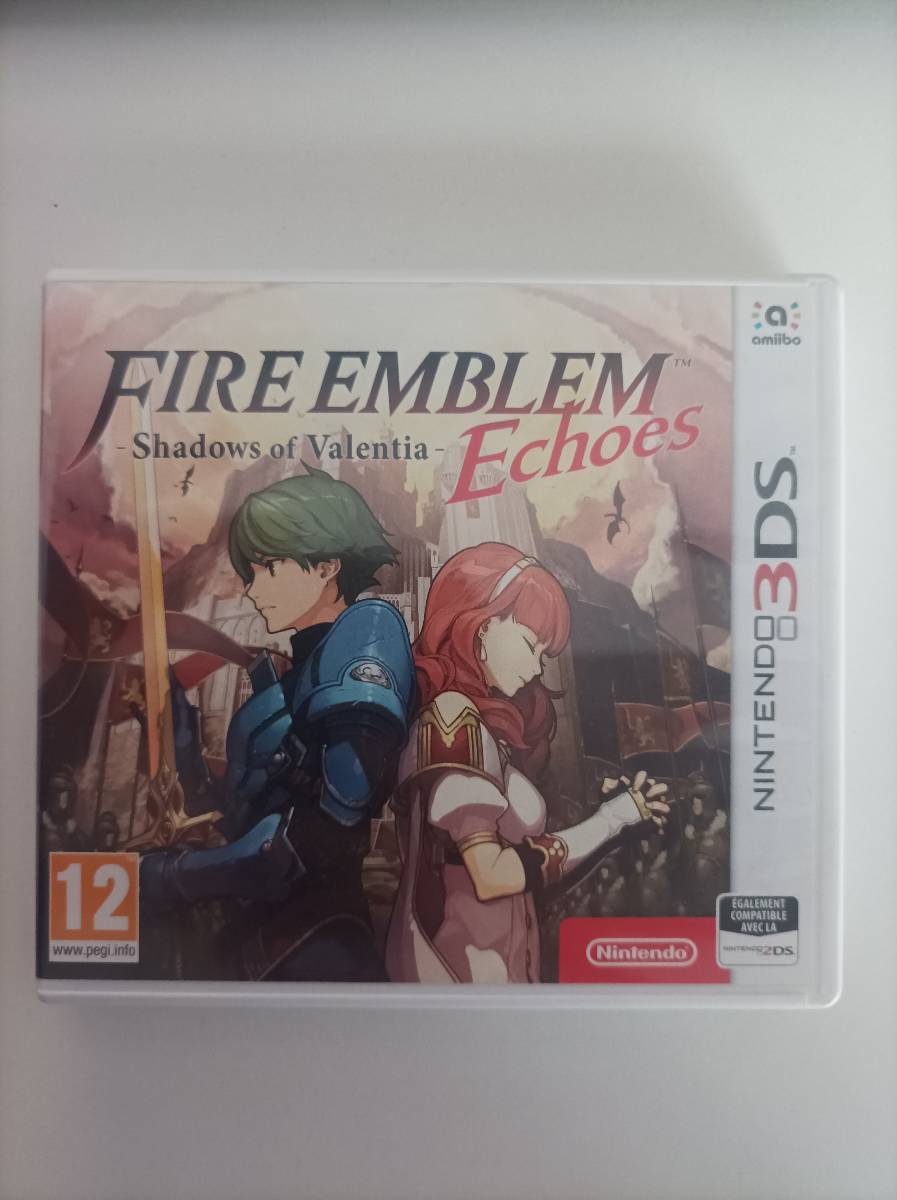 a
amiibo
FIRE EMBLEM™
- Shadows of Valentia -
Echoes
NINTENDO 3DS™
12
www.pegi.info
Nintendo®
ÉGALEMENT
COMPATIBLE
AVEC LA
NINTENDO 2DS